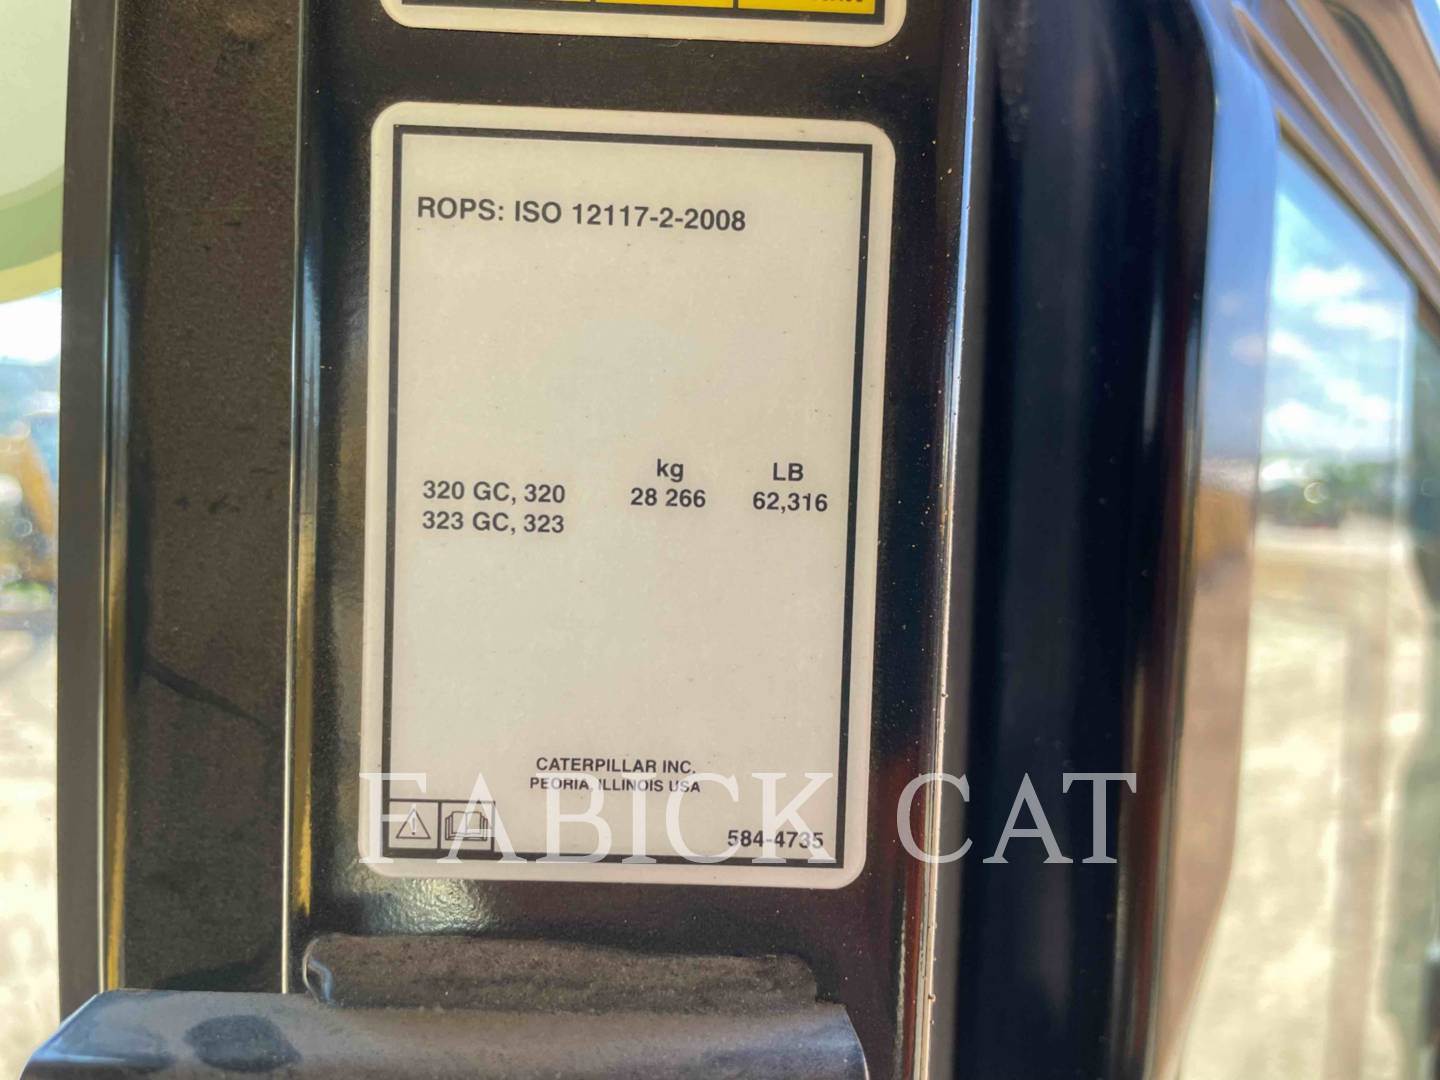 ROPS: ISO 12117-2-2008
kg LB
320 GC, 320 28 266 62,316
323 GC, 323
CATERPILLAR INC.
PEORIA, ILLINOIS USA
FABICK CAT
584-4735